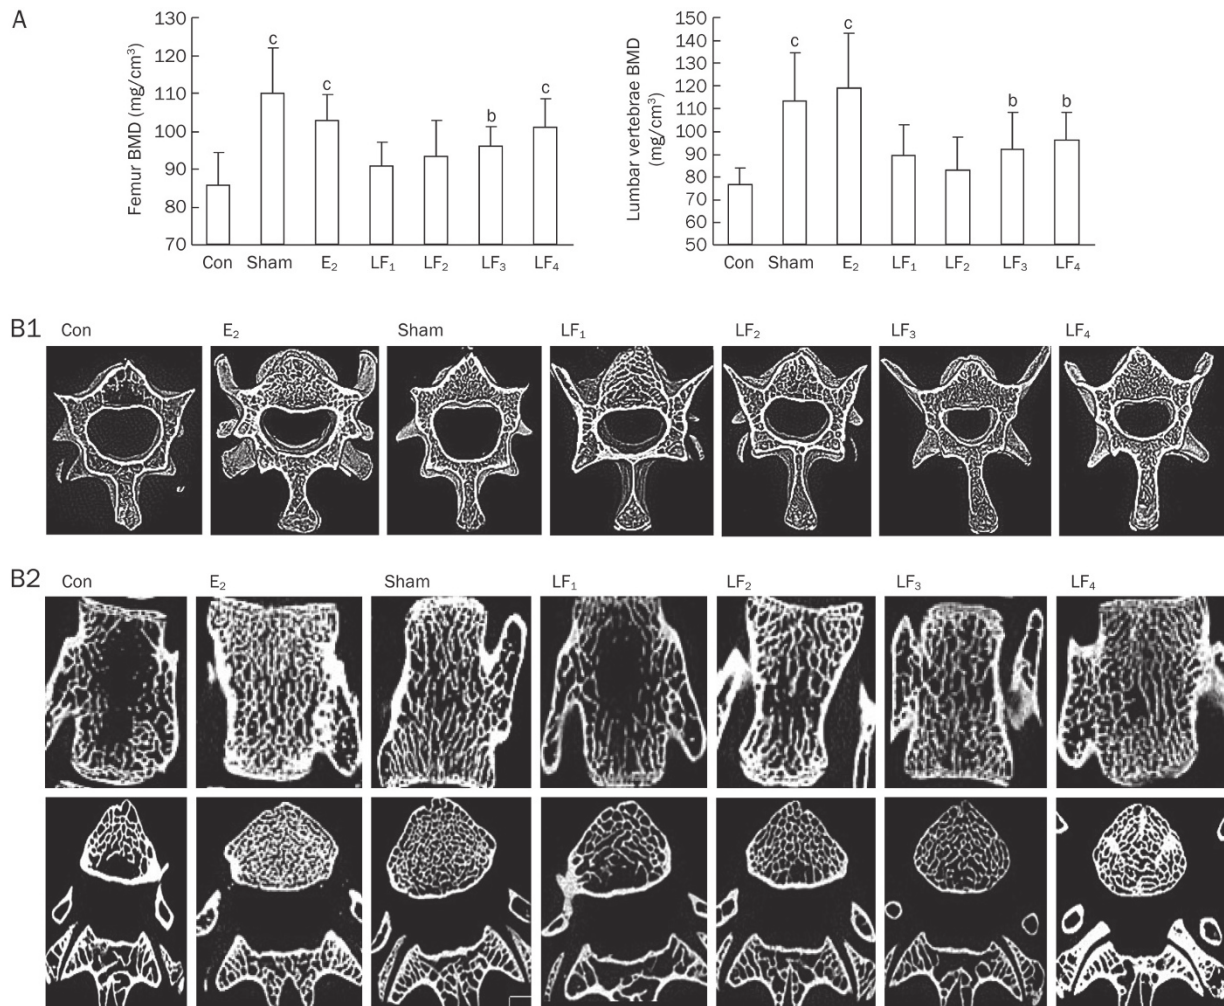 A
130
120
110
100
90
80
70
Femur BMD (mg/cm³)
c
c
b
c
Con Sham E₂ LF₁ LF₂ LF₃ LF₄
150
140
130
120
110
100
90
80
70
60
50
Lumbar vertebrae BMD
(mg/cm³)
c
c
b
b
Con Sham E₂ LF₁ LF₂ LF₃ LF₄
B1 Con E₂ Sham LF₁ LF₂ LF₃ LF₄
B2 Con E₂ Sham LF₁ LF₂ LF₃ LF₄